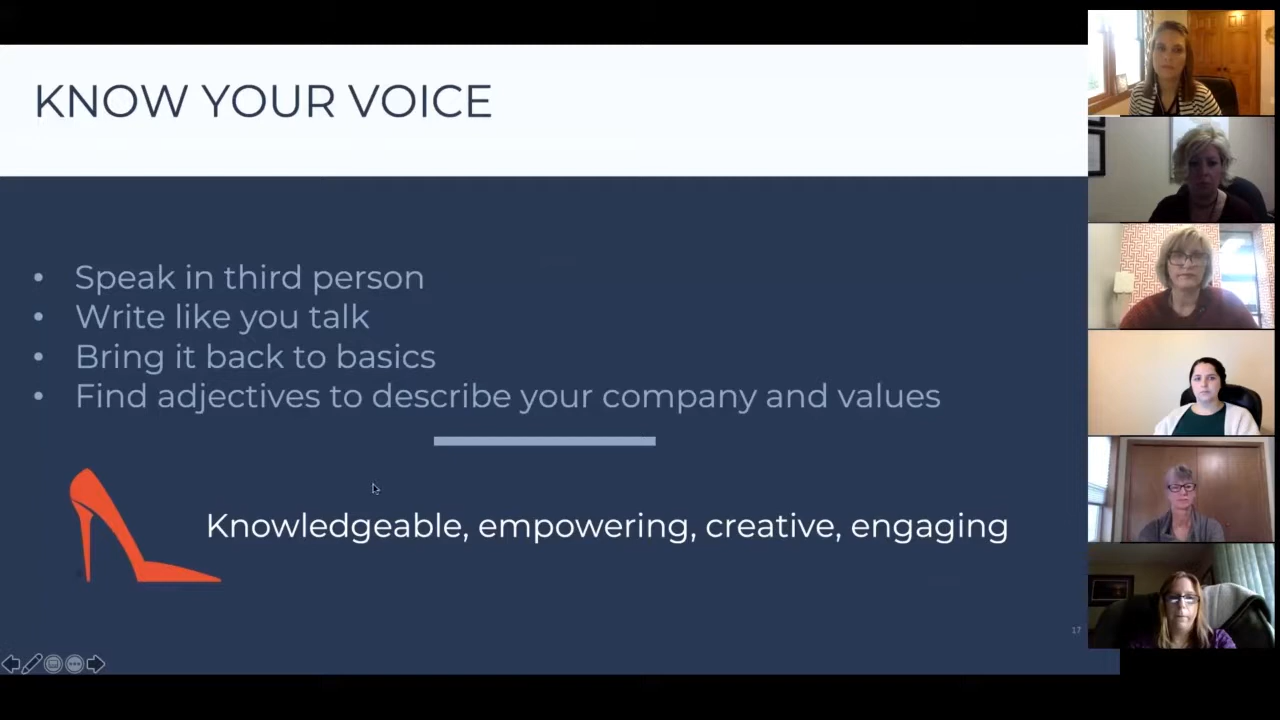 KNOW YOUR VOICE
• Speak in third person
• Write like you talk
• Bring it back to basics
• Find adjectives to describe your company and values
Knowledgeable, empowering, creative, engaging
17